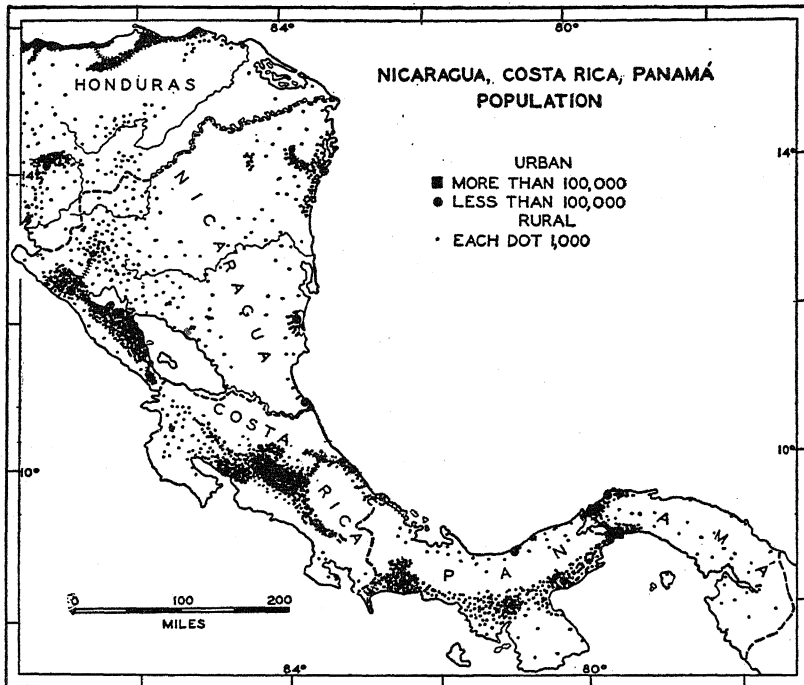 84°
80°
HONDURAS
NICARAGUA, COSTA RICA, PANAMÁ
POPULATION
14°
14°
URBAN
MORE THAN 100,000
LESS THAN 100,000
RURAL
EACH DOT 1,000
NICARAGUA
COSTA
RICA
10°
10°
PANAMA
0 100 200
MILES
84°
80°